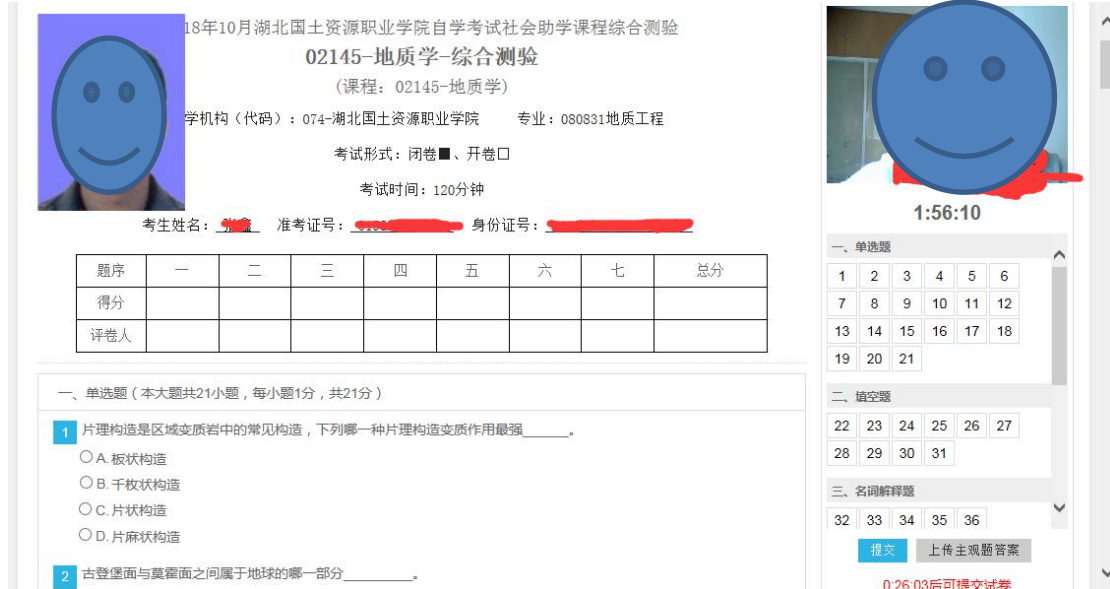 18年10月湖北国土资源职业学院自学考试社会助学课程综合测验
02145-地质学-综合测验
(课程：02145-地质学)
学机构（代码）：074-湖北国土资源职业学院 专业：080831地质工程
考试形式：闭卷■、开卷□
考试时间：120分钟
考生姓名： 准考证号： 身份证号：
题序 一 二 三 四 五 六 七 总分
得分
评卷人
一、单选题（本大题共21小题，每小题1分，共21分）
1 片理构造是区域变质岩中的常见构造，下列哪一种片理构造变质作用最强______。
A. 板状构造
B. 千枚状构造
C. 片状构造
D. 片麻状构造
2 古登堡面与莫霍面之间属于地球的哪一部分________。
1:56:10
一、单选题
1 2 3 4 5 6
7 8 9 10 11 12
13 14 15 16 17 18
19 20 21
二、填空题
22 23 24 25 26 27
28 29 30 31
三、名词解释题
32 33 34 35 36
提交 上传主观题答案
0:26:03后可提交试卷